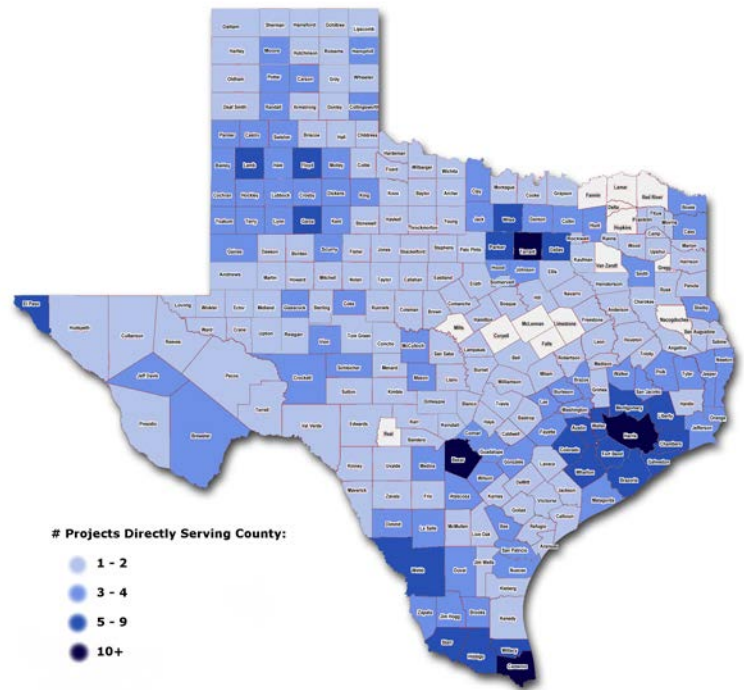 Dallam Sherman Hansford Ochiltree Lipscomb
Hartley Moore Hutchinson Roberts Hemphill
Oldham Potter Carson Gray Wheeler
Deaf Smith Randall Armstrong Donley Collingsworth
Parmer Castro Swisher Briscoe Hall Childress
Bailey Lamb Hale Floyd Motley Cottle Hardeman Foard Wilbarger Wichita
Cochran Hockley Lubbock Crosby Dickens King Knox Baylor Archer Clay Montague Cooke Grayson Fannin Lamar Red River Bowie
Yoakum Terry Lynn Garza Kent Stonewall Haskell Throckmorton Young Jack Wise Denton Collin Hunt Delta Hopkins Franklin Titus Morris Cass
Gaines Dawson Borden Scurry Fisher Jones Shackelford Stephens Palo Pinto Parker Tarrant Dallas Rockwall Kaufman Rains Wood Camp Upshur Marion
Andrews Martin Howard Mitchell Nolan Taylor Callahan Eastland Erath Hood Johnson Ellis Van Zandt Smith Gregg Harrison
El Paso Hudspeth Culberson Reeves Loving Winkler Ector Midland Glasscock Sterling Coke Runnels Coleman Brown Comanche Somervell Bosque Hill Navarro Henderson Cherokee Rusk Panola
Ward Crane Upton Reagan Irion Tom Green Concho McCulloch Mills Hamilton McLennan Limestone Freestone Anderson Nacogdoches Shelby
San Saba Lampasas Coryell Falls Leon Houston Angelina San Augustine Sabine
Jeff Davis Pecos Crockett Schleicher Menard Mason Llano Burnet Bell Milam Robertson Madison Trinity Polk Tyler Jasper Newton
Presidio Brewster Terrell Sutton Kimble Gillespie Blanco Williamson Travis Lee Burleson Brazos Grimes Walker San Jacinto Hardin Orange
Val Verde Edwards Real Kerr Kendall Hays Bastrop Washington Montgomery Liberty Jefferson
Bandera Comal Caldwell Fayette Austin Waller Harris Chambers
Kinney Uvalde Medina Bexar Guadalupe Gonzales Colorado Fort Bend Galveston
Maverick Zavala Frio Atascosa Wilson Karnes DeWitt Lavaca Wharton Brazoria
Dimmit La Salle McMullen Live Oak Bee Goliad Victoria Jackson Matagorda
Refugio Calhoun
Webb Duval Jim Wells San Patricio Aransas
Nueces
Kleberg
Zapata Jim Hogg Brooks Kenedy
Starr Hidalgo Willacy
Cameron
# Projects Directly Serving County:
1 - 2
3 - 4
5 - 9
10+